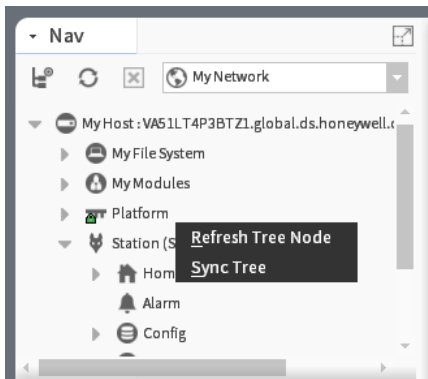 Nav
My Network
My Host : VA51LT4P3BTZ1.global.ds.honeywell.c
My File System
My Modules
Platform
Refresh Tree Node
Station (S
Sync Tree
Hom
Alarm
Config